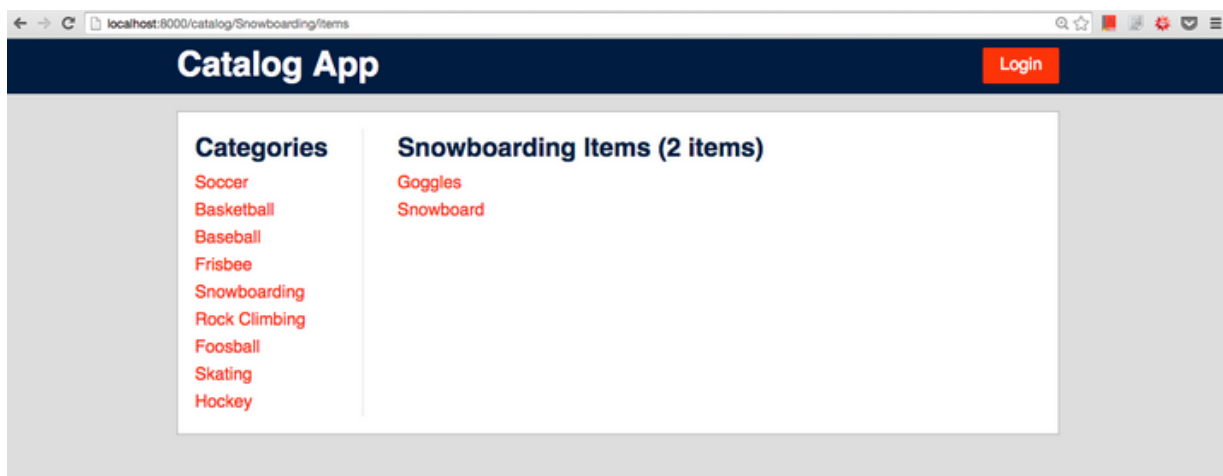 localhost:8000/catalog/Snowboarding/items
Catalog App
Login
Categories
Soccer
Basketball
Baseball
Frisbee
Snowboarding
Rock Climbing
Foosball
Skating
Hockey
Snowboarding Items (2 items)
Goggles
Snowboard